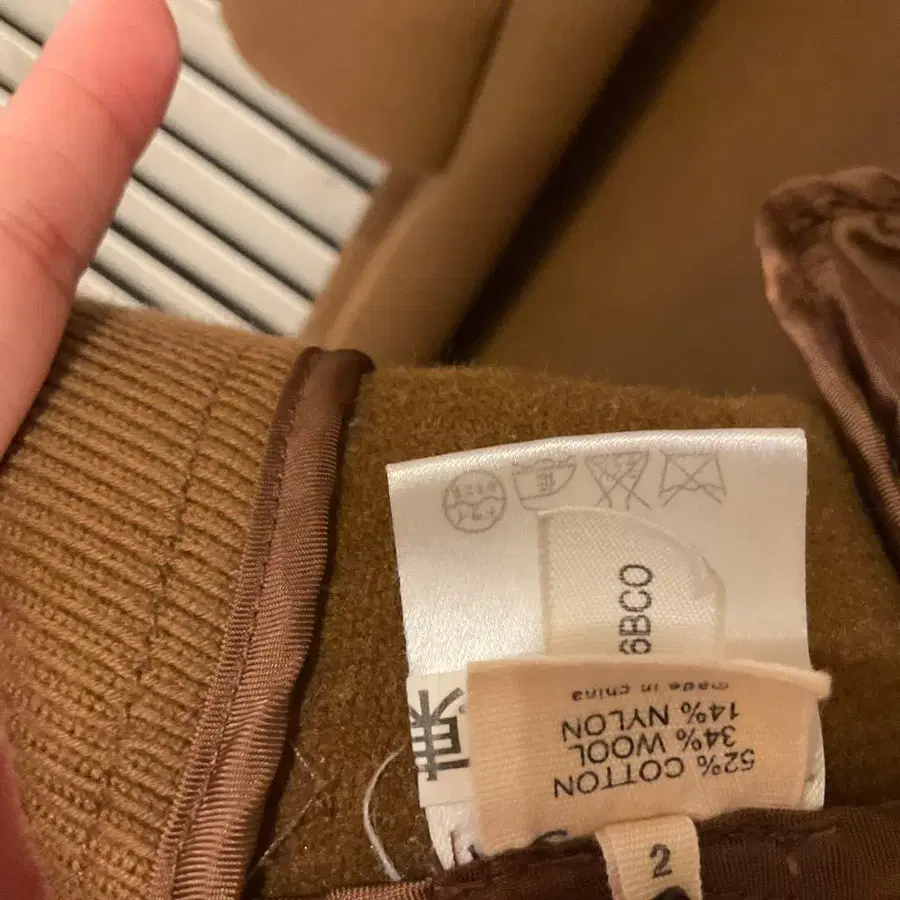 52% COTTON
34% WOOL
14% NYLON
made in china
6BCO
2